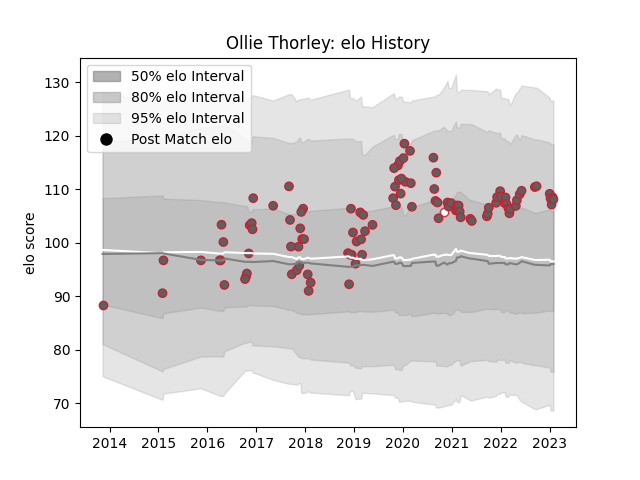 Ollie Thorley: elo History
50% elo Interval
80% elo Interval
95% elo Interval
Post Match elo
elo score
130
120
110
100
90
80
70
2014 2015 2016 2017 2018 2019 2020 2021 2022 2023